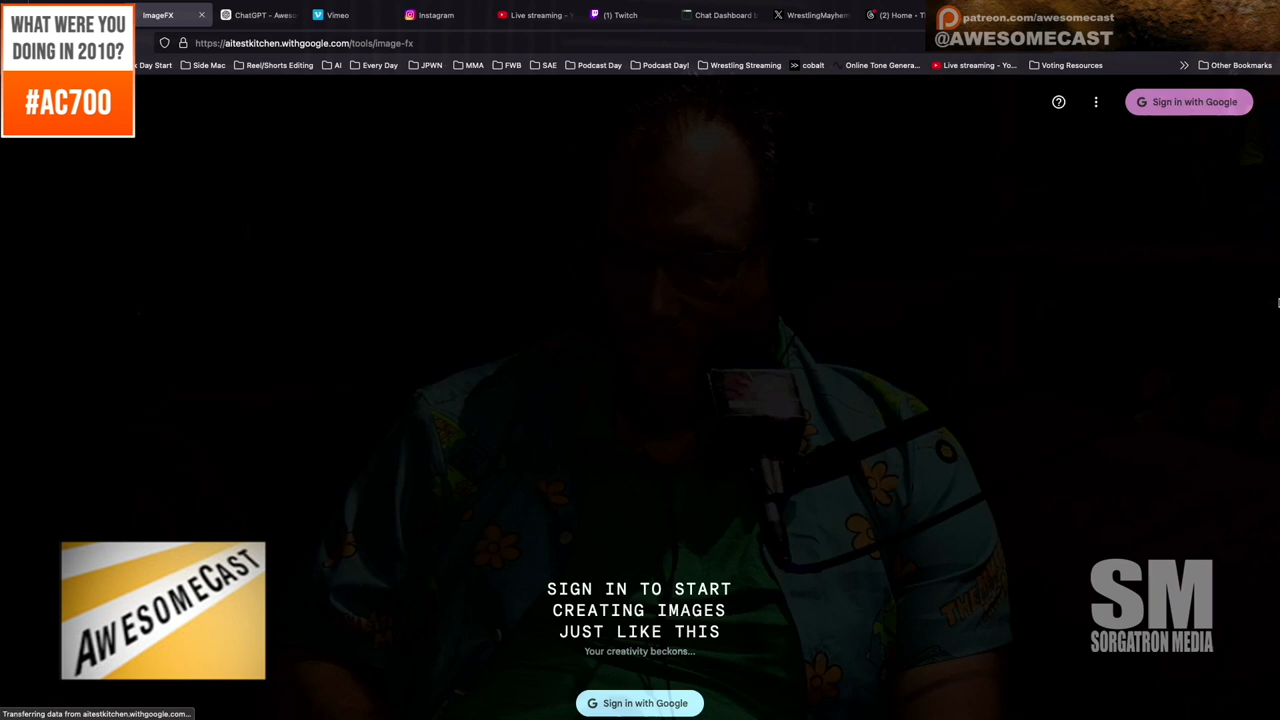 WHAT WERE YOU
DOING IN 2010?
#AC700
ImageFX
ChatGPT - Aweso
Vimeo
Instagram
Live streaming - Y
(1) Twitch
Chat Dashboard
WrestlingMayhem
(2) Home - T
patreon.com/awesomecast
@AWESOMECAST
https://aitestkitchen.withgoogle.com/tools/image-fx
Day Start
Side Mac
Reel/Shorts Editing
AI
Every Day
JPWN
MMA
FWB
SAE
Podcast Day
Podcast Day!
Wrestling Streaming
cobalt
Online Tone Genera...
Live streaming - Yo...
Voting Resources
Other Bookmarks
Sign in with Google
AWESOMECAST
SIGN IN TO START
CREATING IMAGES
JUST LIKE THIS
Your creativity beckons...
Sign in with Google
SM
SORGATRON MEDIA
Transferring data from aitestkitchen.withgoogle.com...